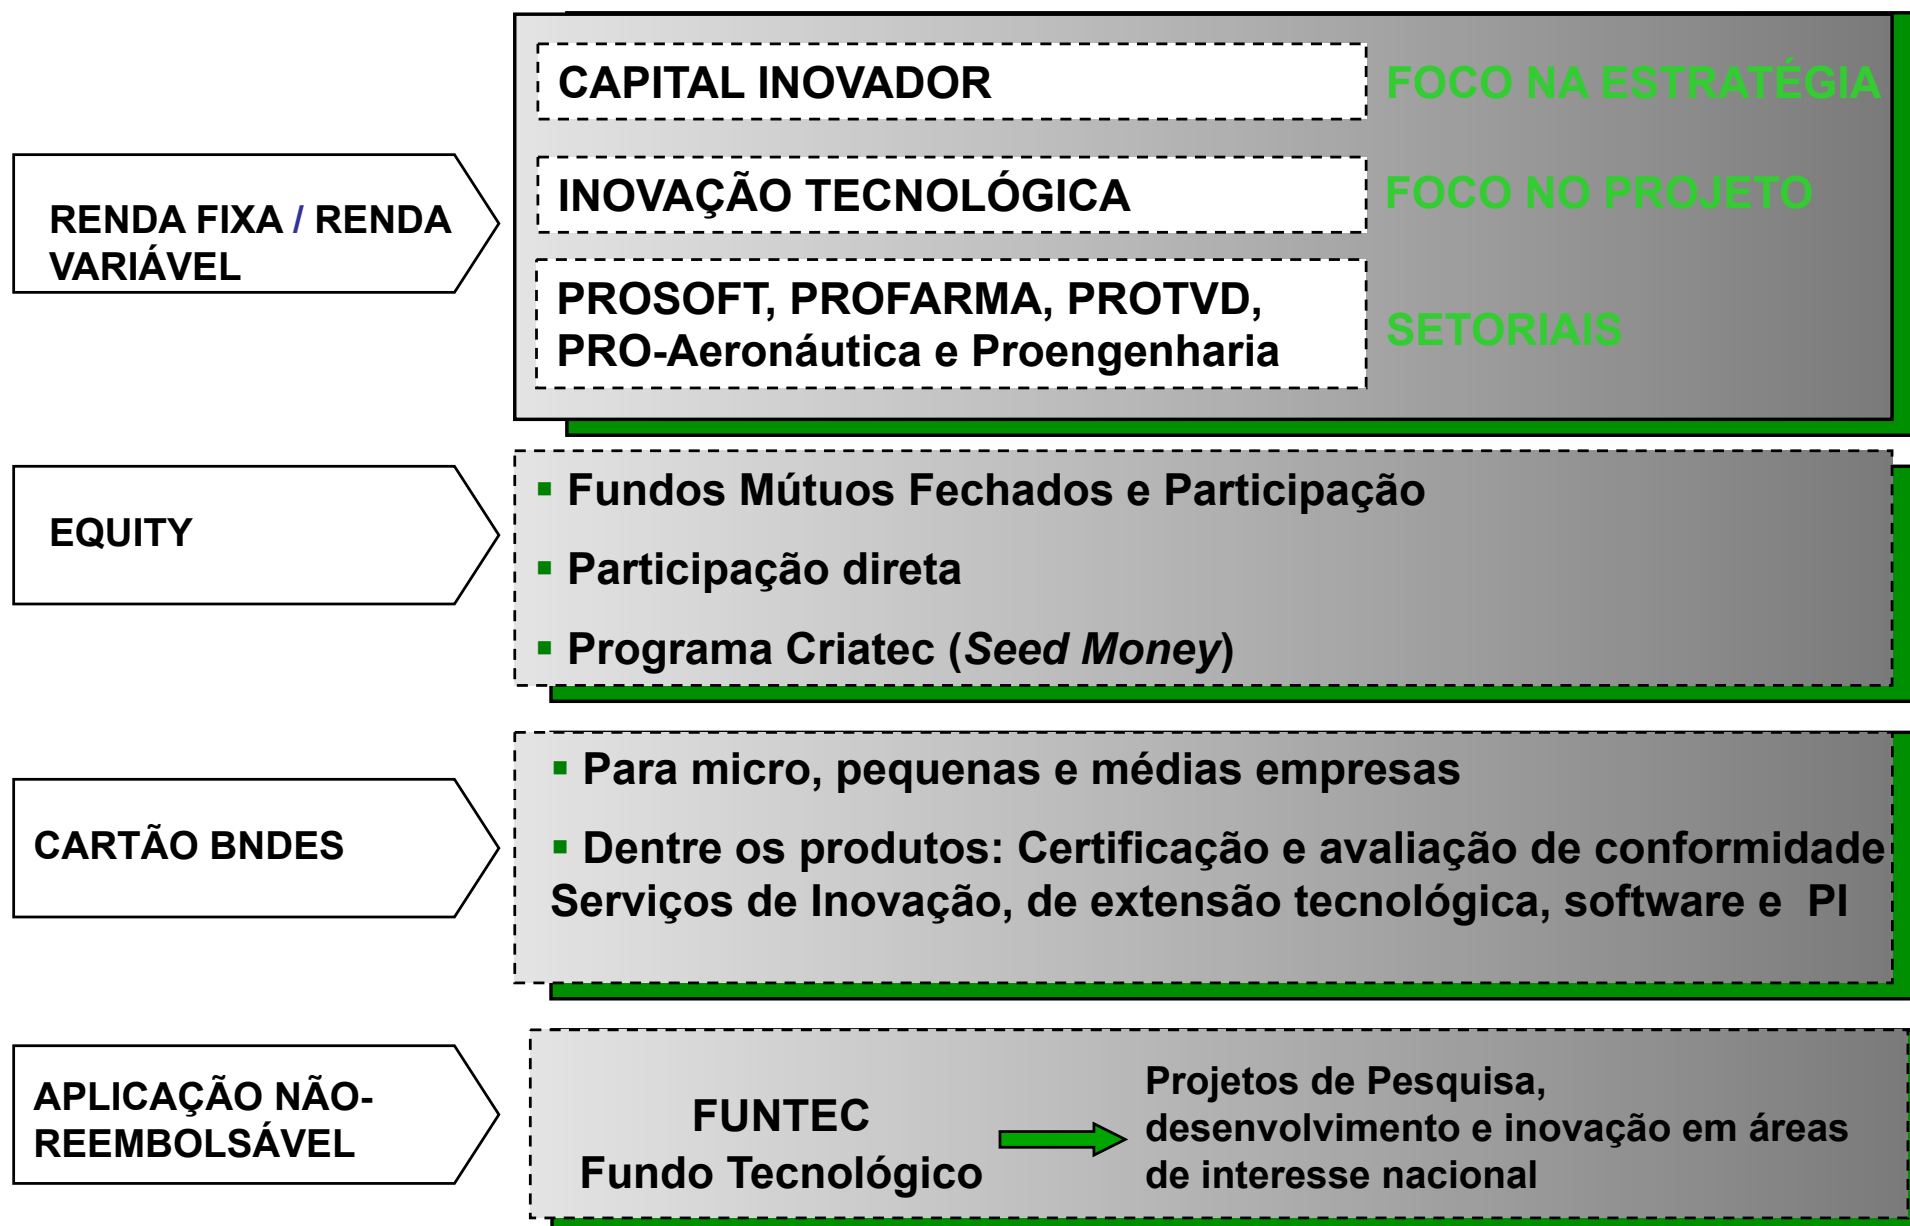 RENDA FIXA / RENDA
VARIÁVEL
CAPITAL INOVADOR
FOCO NA ESTRATÉGIA
INOVAÇÃO TECNOLÓGICA
FOCO NO PROJETO
PROSOFT, PROFARMA, PROTVD,
PRO-Aeronáutica e Proengenharia
SETORIAIS
EQUITY
▪ Fundos Mútuos Fechados e Participação
▪ Participação direta
▪ Programa Criatec (Seed Money)
CARTÃO BNDES
▪ Para micro, pequenas e médias empresas
▪ Dentre os produtos: Certificação e avaliação de conformidade
Serviços de Inovação, de extensão tecnológica, software e PI
APLICAÇÃO NÃO-
REEMBOLSÁVEL
FUNTEC
Fundo Tecnológico
Projetos de Pesquisa,
desenvolvimento e inovação em áreas
de interesse nacional